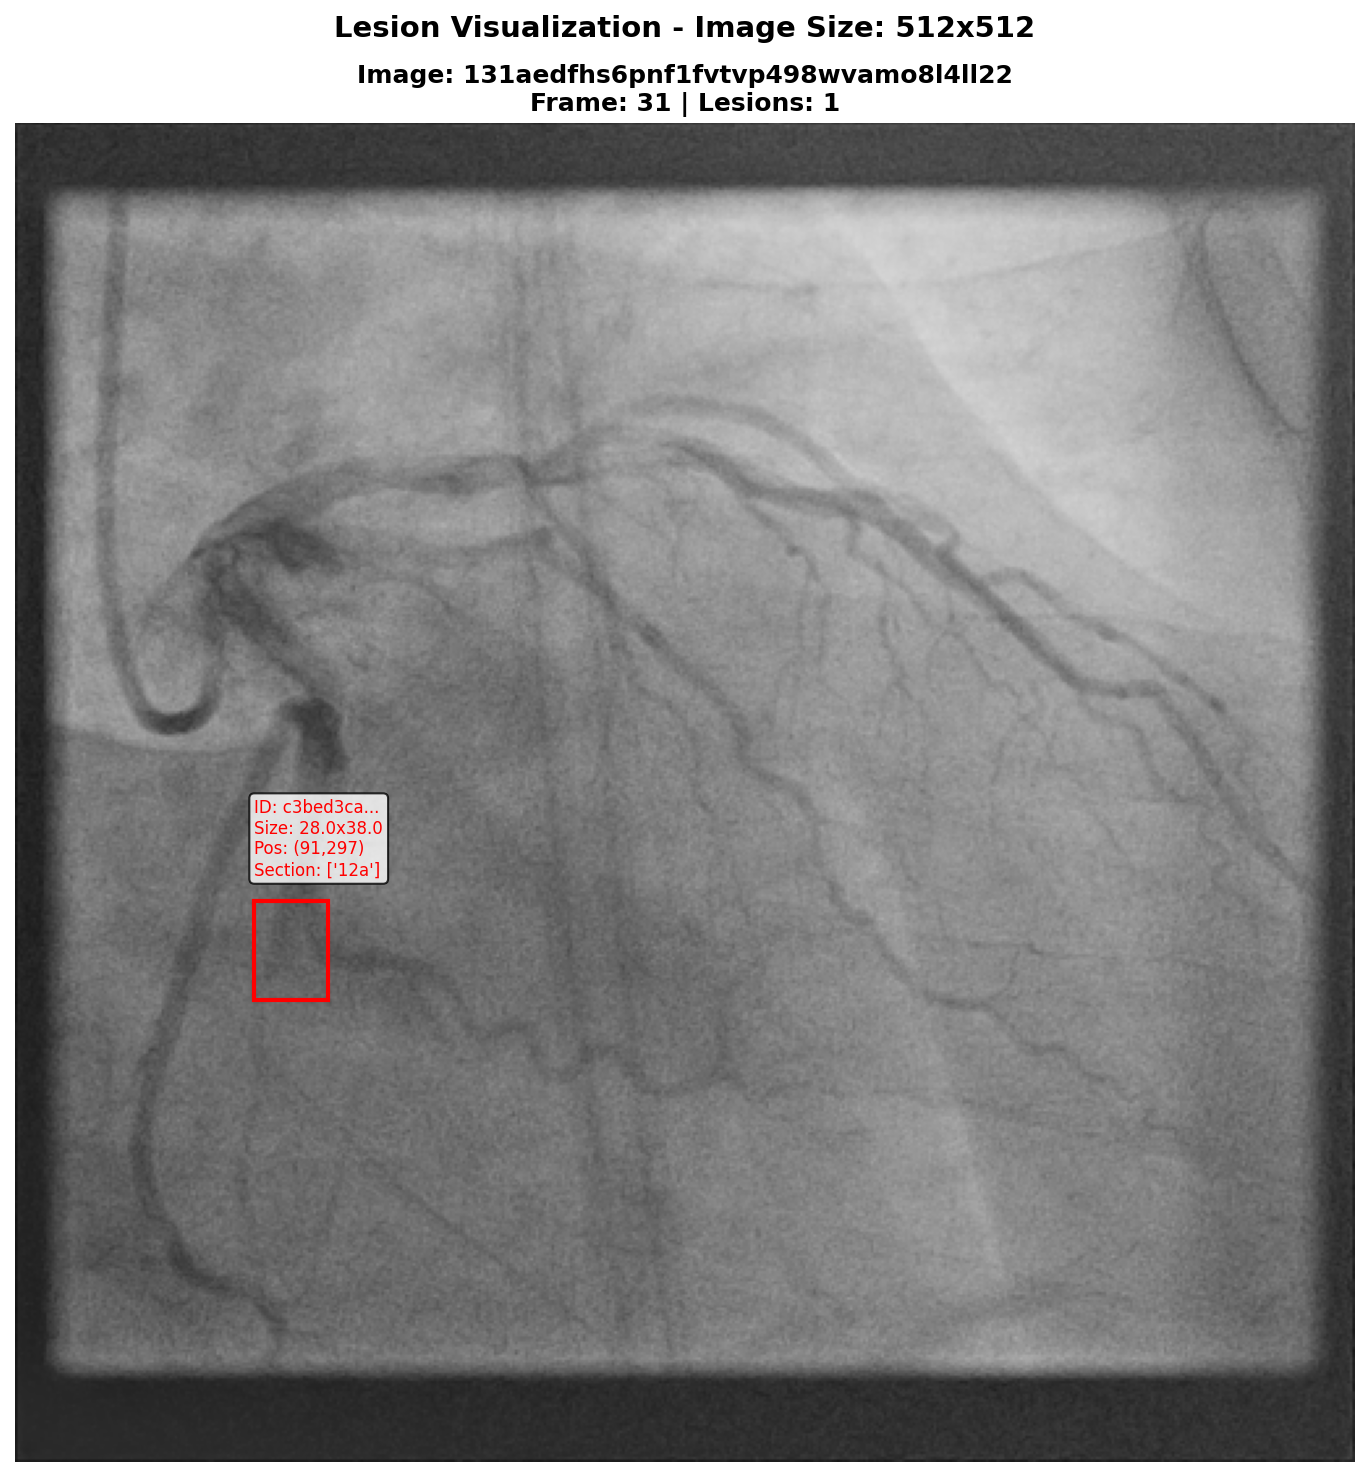 Lesion Visualization - Image Size: 512x512
Image: 131aedfhs6pnf1fvtvp498wvamo8l4ll22
Frame: 31 | Lesions: 1
ID: c3bed3ca...
Size: 28.0x38.0
Pos: (91,297)
Section: ['12a']